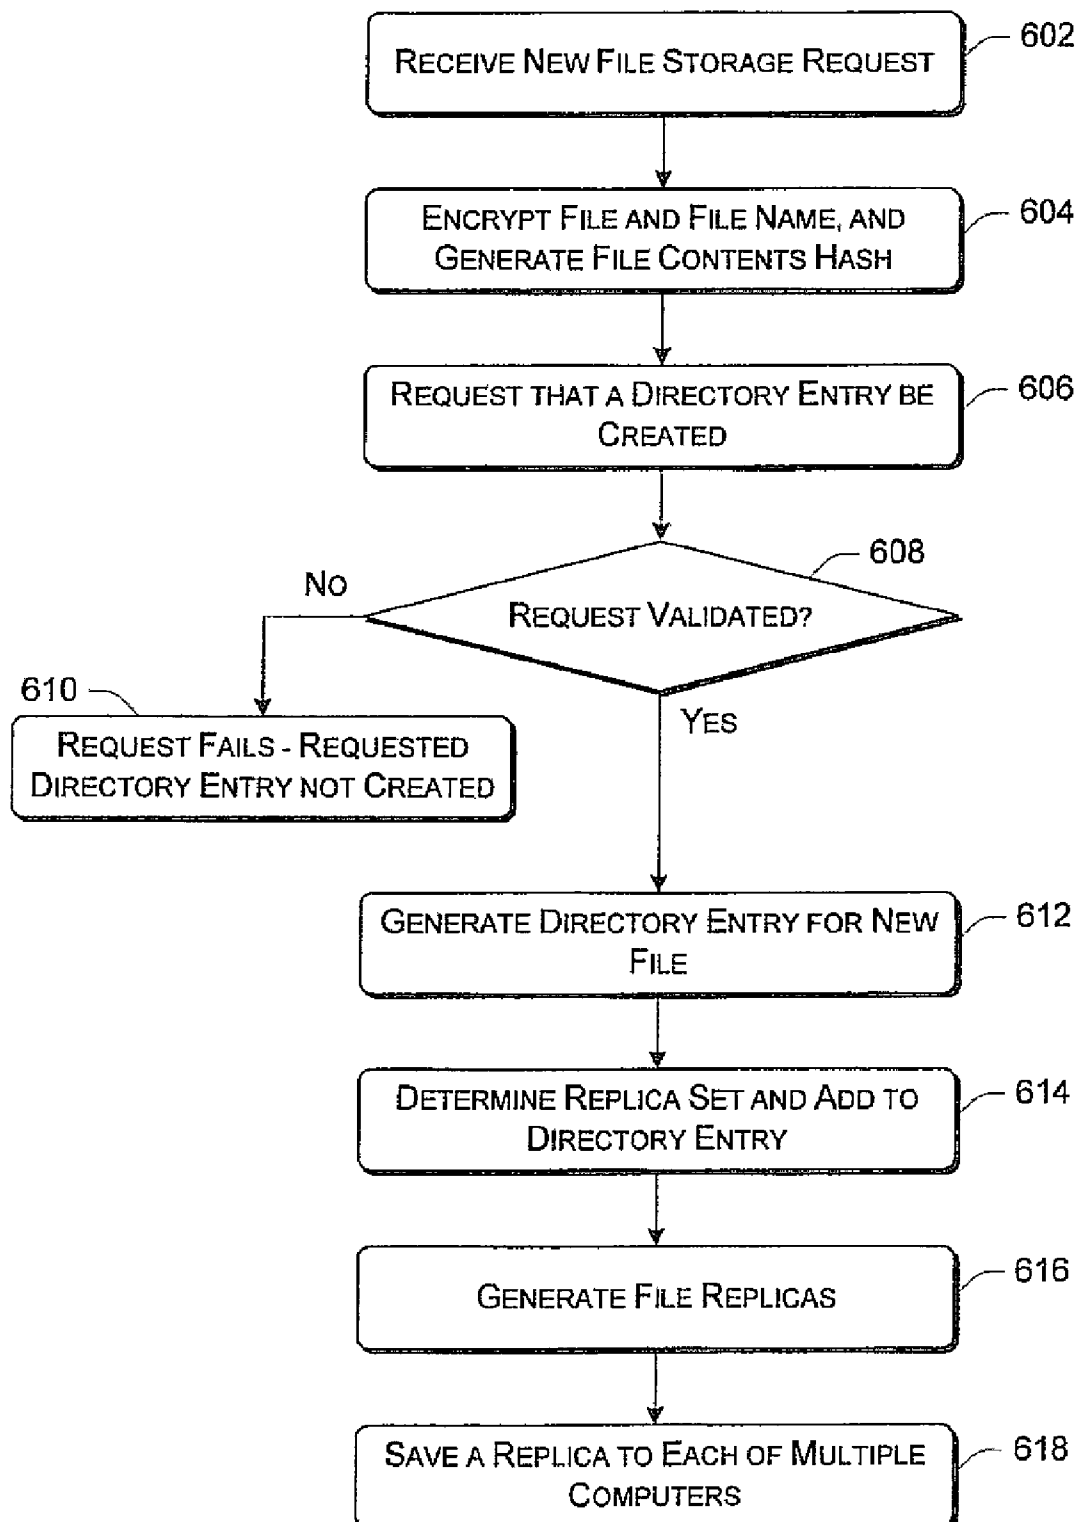 RECEIVE NEW FILE STORAGE REQUEST
602
ENCRYPT FILE AND FILE NAME, AND
GENERATE FILE CONTENTS HASH
604
REQUEST THAT A DIRECTORY ENTRY BE
CREATED
606
608
NO
REQUEST VALIDATED?
610
YES
REQUEST FAILS - REQUESTED
DIRECTORY ENTRY NOT CREATED
GENERATE DIRECTORY ENTRY FOR NEW
FILE
612
DETERMINE REPLICA SET AND ADD TO
DIRECTORY ENTRY
614
GENERATE FILE REPLICAS
616
SAVE A REPLICA TO EACH OF MULTIPLE
COMPUTERS
618